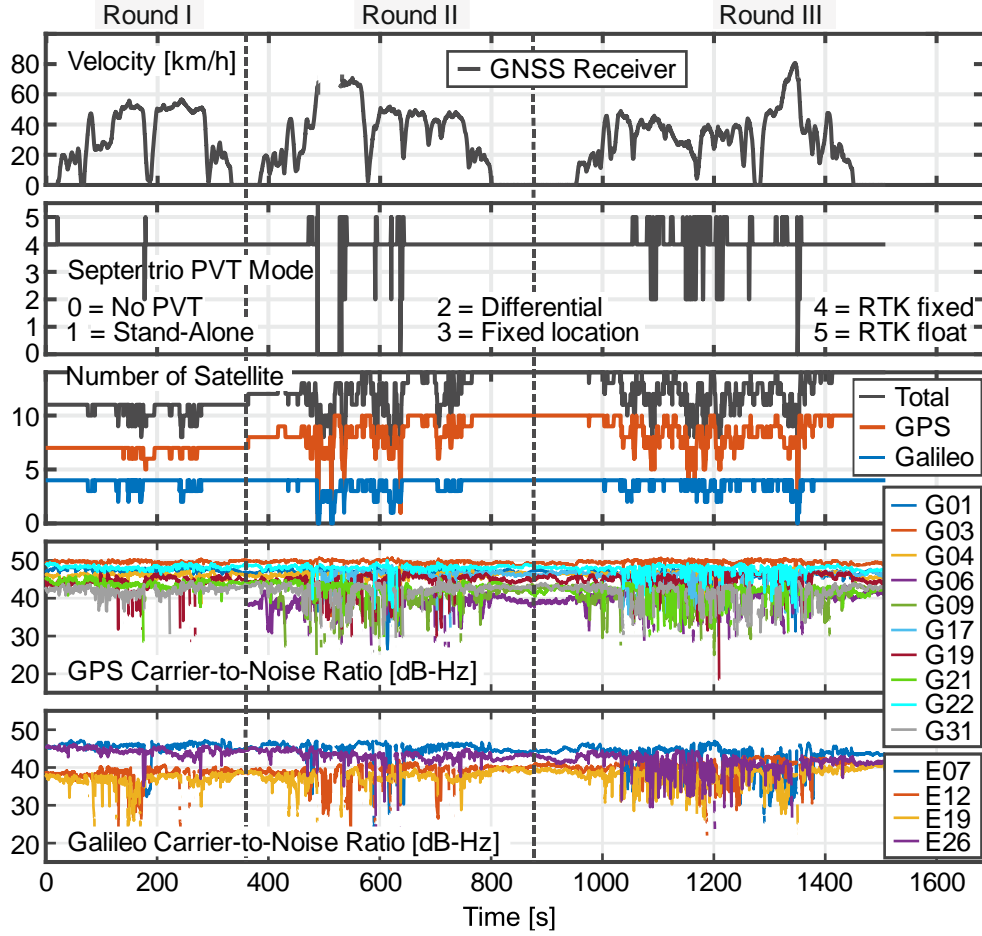 Round I Round II Round III
Velocity [km/h]
GNSS Receiver
80
60
40
20
0
5
4
3
2
1
0
Septentrio PVT Mode
0 = No PVT 2 = Differential 4 = RTK fixed
1 = Stand-Alone 3 = Fixed location 5 = RTK float
Number of Satellite
10
5
0
Total
GPS
Galileo
50
40
30
20
GPS Carrier-to-Noise Ratio [dB-Hz]
G01
G03
G04
G06
G09
G17
G19
G21
G22
G31
50
40
30
20
Galileo Carrier-to-Noise Ratio [dB-Hz]
E07
E12
E19
E26
0 200 400 600 800 1000 1200 1400 1600
Time [s]